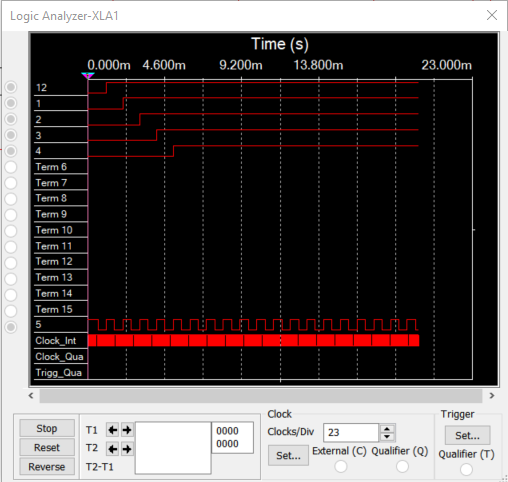 Logic Analyzer-XLA1
Time (s)
0.000m 4.600m 9.200m 13.800m 23.000m
12
1
2
3
4
Term 6
Term 7
Term 8
Term 9
Term 10
Term 11
Term 12
Term 13
Term 14
Term 15
5
Clock_Int
Clock_Qua
Trigg_Qua
Stop
Reset
Reverse
T1
T2
T2-T1
0000
0000
Clock
Clocks/Div 23
Set...
External (C) Qualifier (Q)
Trigger
Set...
Qualifier (T)